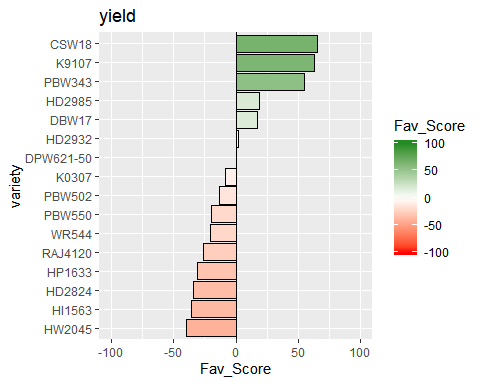 yield
CSW18
K9107
PBW343
HD2985
DBW17
HD2932
DPW621-50
K0307
PBW502
PBW550
WR544
RAJ4120
HP1633
HD2824
HI1563
HW2045
variety
-100 -50 0 50 100
Fav_Score
Fav_Score
100
50
0
-50
-100